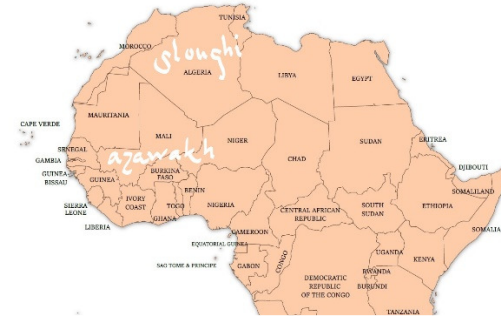 TUNISIA
MOROCCO
sloughi
ALGERIA
LIBYA
EGYPT
MAURITANIA
CAPE VERDE
MALI
NIGER
SUDAN
ERITREA
SENEGAL
azawakh
CHAD
GAMBIA
DJIBOUTI
GUINEA
BISSAU
GUINEA
BURKINA
FASO
BENIN
SOMALILAND
SIERRA
LEONE
IVORY
COAST
TOGO
NIGERIA
CENTRAL AFRICAN
REPUBLIC
SOUTH
SUDAN
ETHIOPIA
GHANA
LIBERIA
CAMEROON
SOMALIA
EQUATORIAL GUINEA
UGANDA
KENYA
SAO TOME & PRINCIPE
GABON
CONGO
RWANDA
DEMOCRATIC
REPUBLIC
OF THE CONGO
BURUNDI
TANZANIA